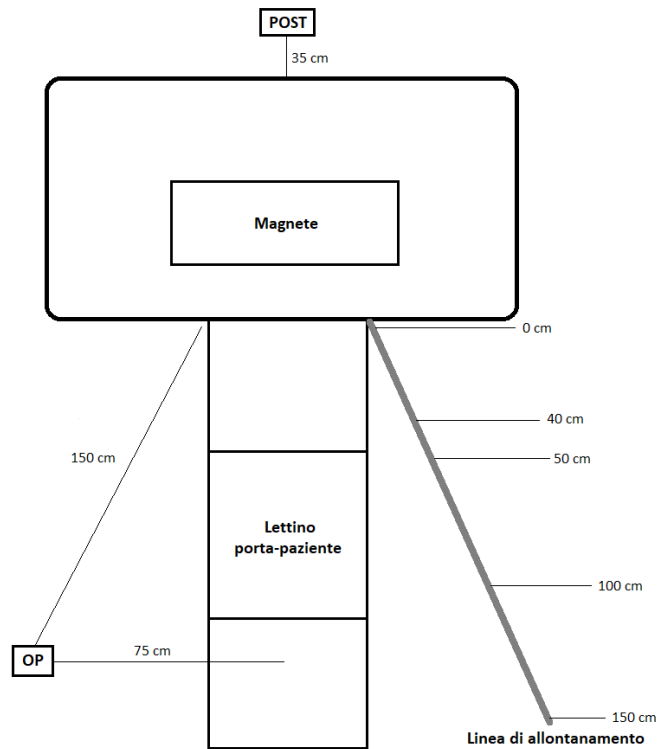 POST
35 cm
Magnete
0 cm
40 cm
150 cm
50 cm
Lettino
porta-paziente
100 cm
OP
75 cm
150 cm
Linea di allontanamento